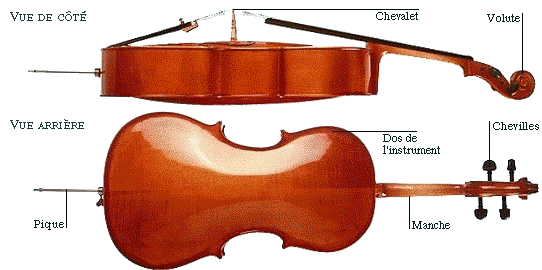 VUE DE CÔTÉ
Chevalet
Volute
VUE ARRIÈRE
Dos de
l'instrument
Chevilles
Pique
Manche